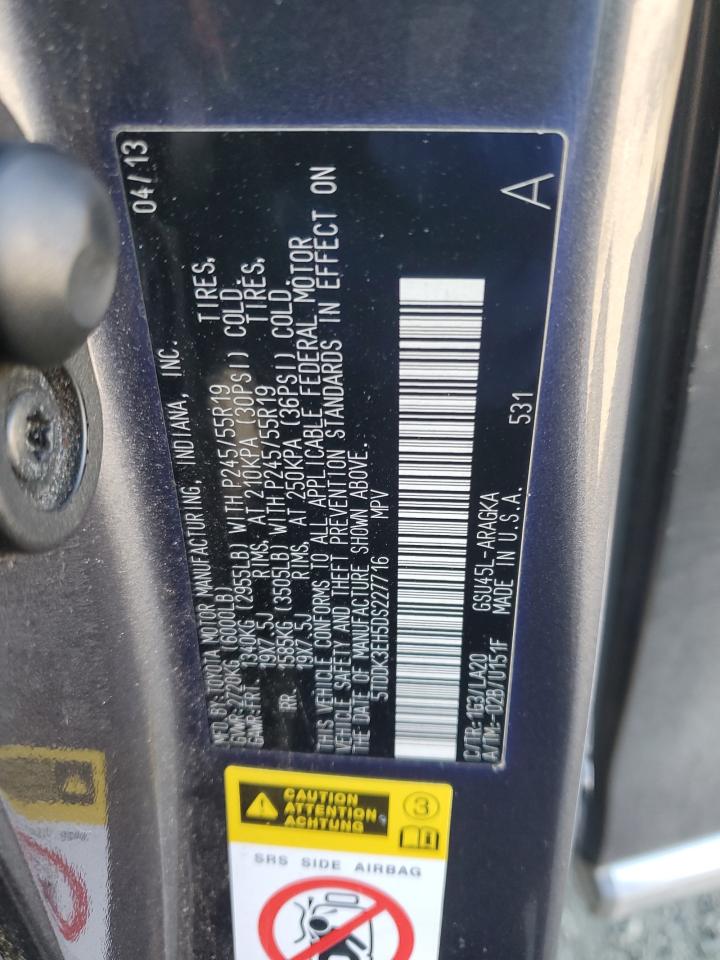 MFD BY: TOYOTA MOTOR MANUFACTURING, INDIANA, INC. 04/13
GVWR: 2720KG (6000LB)
GAWR FRT 1340KG (2955LB) WITH P245/55R19 TIRES,
19X7.5J RIMS, AT 210KPA (30PSI) COLD.
RR. 1585KG (3505LB) WITH P245/55R19 TIRES,
19X7.5J RIMS, AT 250KPA (36PSI) COLD.
THIS VEHICLE CONFORMS TO ALL APPLICABLE FEDERAL MOTOR
VEHICLE SAFETY AND THEFT PREVENTION STANDARDS IN EFFECT ON
THE DATE OF MANUFACTURE SHOWN ABOVE.
5TDDK3EH5DS227716 MPV
C/TR: 1G3/LA20 GSU45L-ARAGKA 531
A/TM: -02B/U151F MADE IN U.S.A.
A
CAUTION
ATTENTION
ACHTUNG
3
SRS SIDE AIRBAG